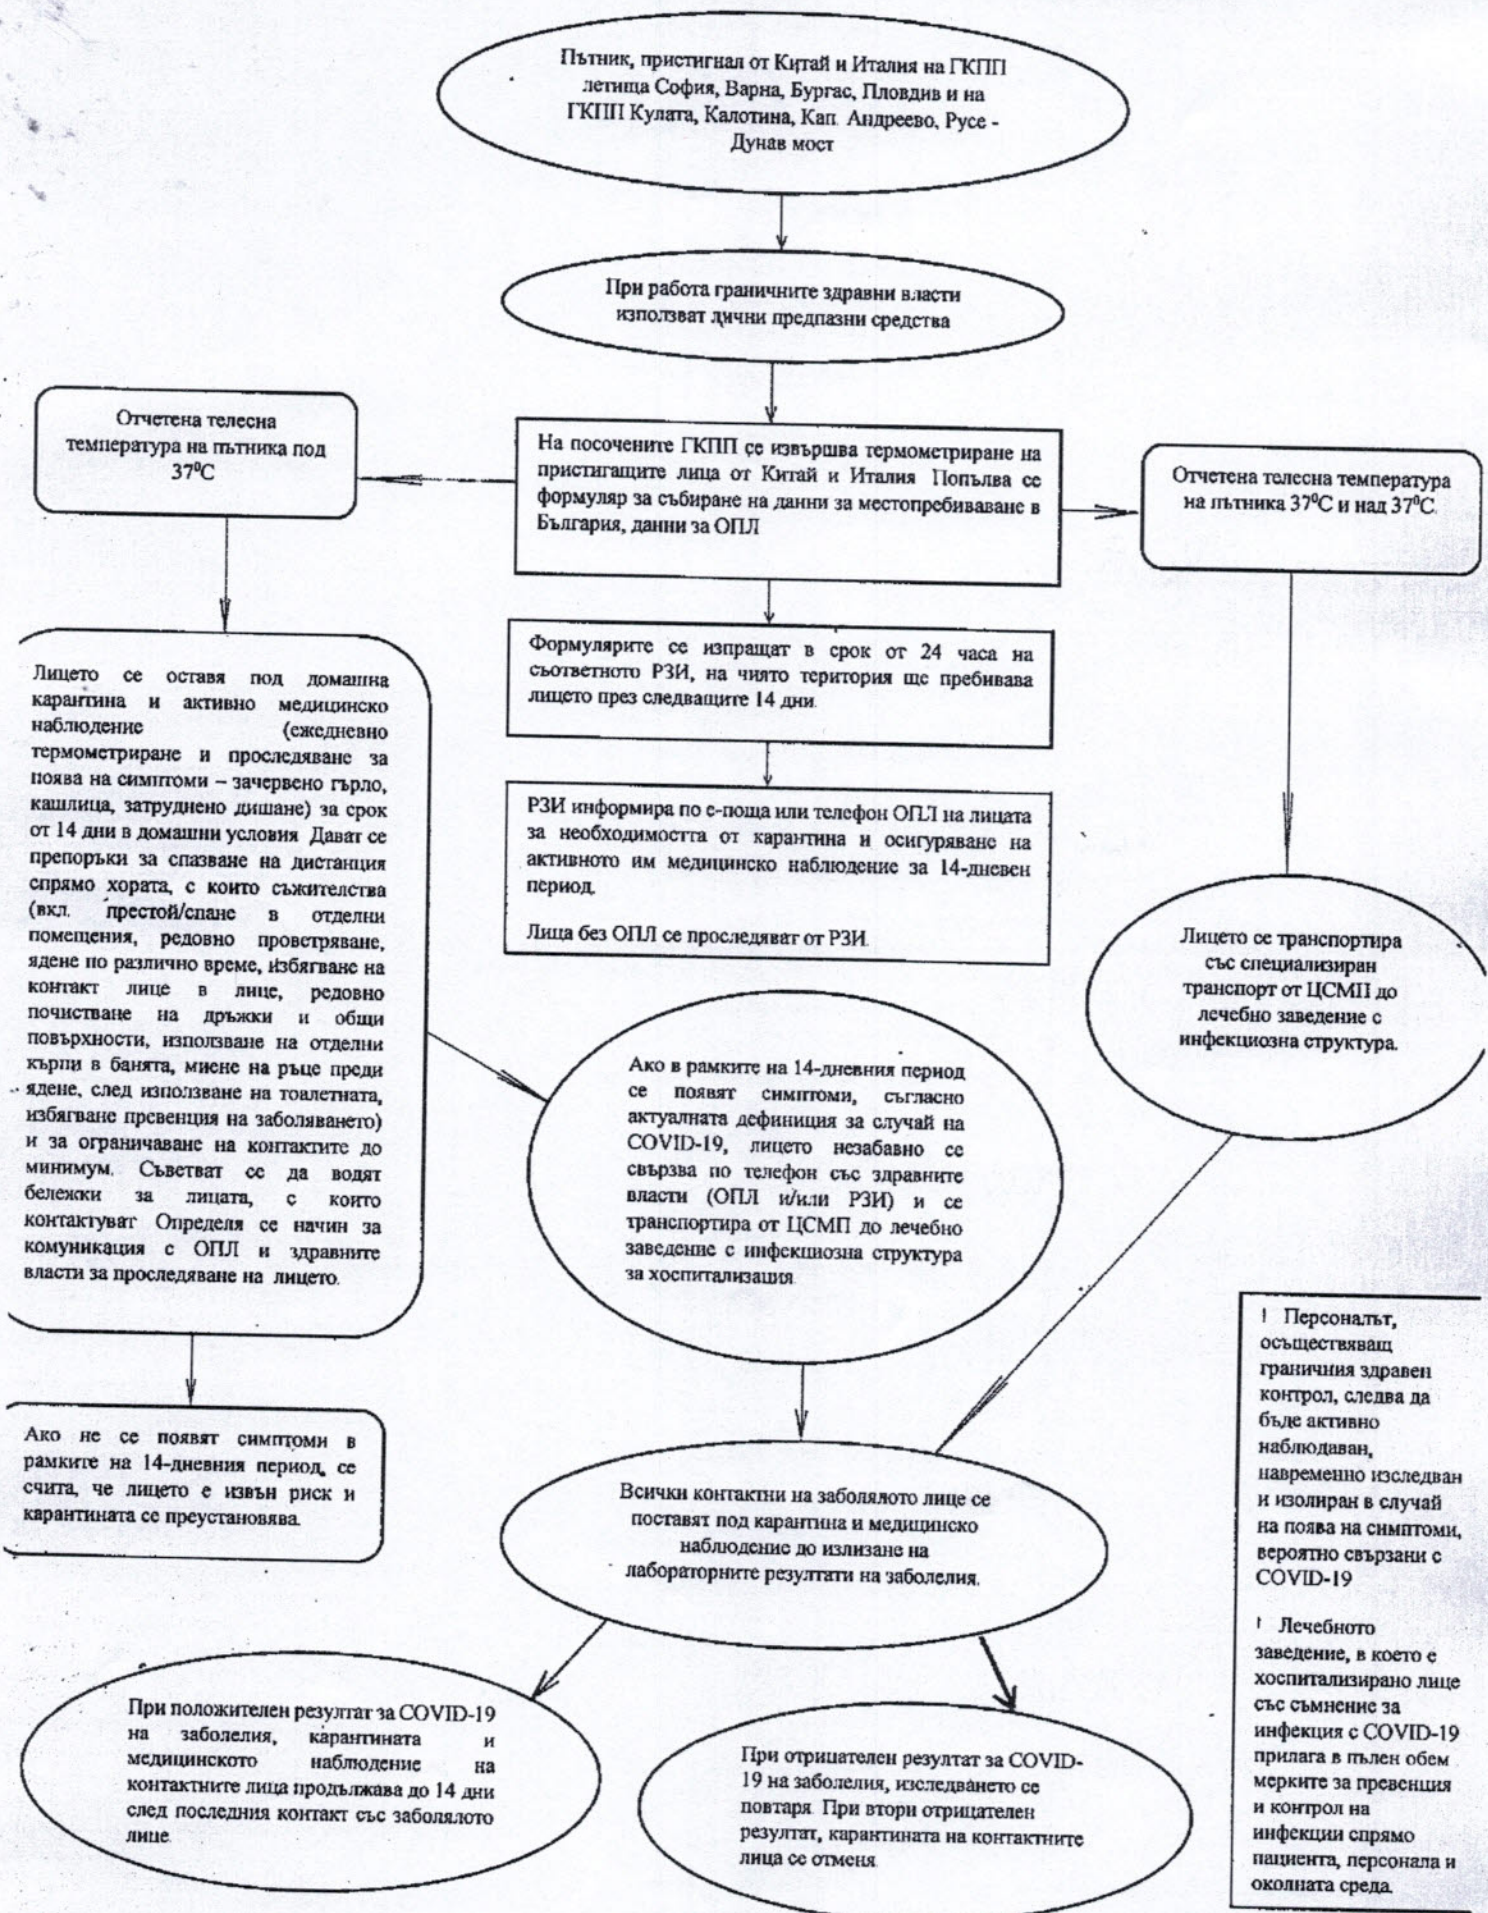 Пътник, пристигнал от Китай и Италия на ГКПП
летища София, Варна, Бургас, Пловдив и на
ГКПП Кулата, Калотина, Кап. Андреево, Русе -
Дунав мост
При работа граничните здравни власти
използват лични предпазни средства
Отчетена телесна
температура на пътника под
37⁰С
На посочените ГКПП се извършва термометриране на
пристигащите лица от Китай и Италия Попълва се
формуляр за събиране на данни за местопребиваване в
България, данни за ОПЛ
Отчетена телесна температура
на пътника 37⁰С и над 37⁰С.
Формулярите се изпращат в срок от 24 часа на
съответното РЗИ, на чиято територия ще пребивава
лицето през следващите 14 дни.
РЗИ информира по е-поща или телефон ОПЛ на лицата
за необходимостта от карантина и осигуряване на
активното им медицинско наблюдение за 14-дневен
период.
Лица без ОПЛ се проследяват от РЗИ.
Лицето се оставя под домашна
карантина и активно медицинско
наблюдение (ежедневно
термометриране и проследяване за
поява на симптоми – зачервено гърло,
кашлица, затруднено дишане) за срок
от 14 дни в домашни условия Дават се
препоръки за спазване на дистанция
спрямо хората, с които съжителства
(вкл. престой/спане в отделни
помещения, редовно проветряване,
ядене по различно време, избягване на
контакт лице в лице, редовно
почистване на дръжки и общи
повърхности, използване на отделни
кърпи в банята, миене на ръце преди
ядене, след използване на тоалетната,
избягване превенция на заболяването)
и за ограничаване на контактите до
минимум. Съветват се да водят
бележки за лицата, с които
контактуват Определя се начин за
комуникация с ОПЛ и здравните
власти за проследяване на лицето.
Лицето се транспортира
със специализиран
транспорт от ЦСМП до
лечебно заведение с
инфекциозна структура.
Ако в рамките на 14-дневния период
се появят симптоми, съгласно
актуалната дефиниция за случай на
COVID-19, лицето незабавно се
свързва по телефон със здравните
власти (ОПЛ и/или РЗИ) и се
транспортира от ЦСМП до лечебно
заведение с инфекциозна структура
за хоспитализация
Ако не се появят симптоми в
рамките на 14-дневния период, се
счита, че лицето е извън риск и
карантината се преустановява.
Всички контактни на заболялото лице се
поставят под карантина и медицинско
наблюдение до излизане на
лабораторните резултати на заболелия.
! Персоналът,
осъществяващ
граничния здравен
контрол, следва да
бъде активно
наблюдаван,
навременно изследван
и изолиран в случай
на поява на симптоми,
вероятно свързани с
COVID-19
! Лечебното
заведение, в което е
хоспитализирано лице
със съмнение за
инфекция с COVID-19
прилага в пълен обем
мерките за превенция
и контрол на
инфекции спрямо
пациента, персонала и
околната среда.
При положителен резултат за COVID-19
на заболелия, карантината и
медицинското наблюдение на
контактните лица продължава до 14 дни
след последния контакт със заболялото
лице.
При отрицателен резултат за COVID-
19 на заболелия, изследването се
повтаря. При втори отрицателен
резултат, карантината на контактните
лица се отменя.